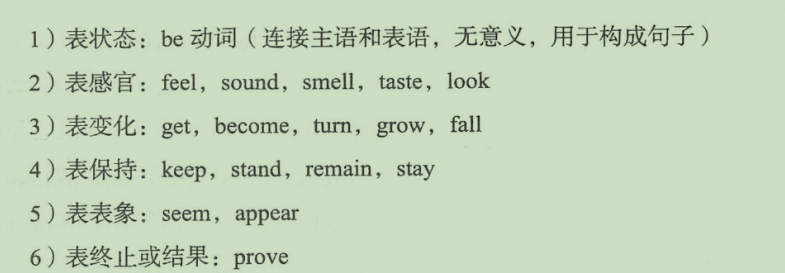 1）表状态：be 动词（连接主语和表语，无意义，用于构成句子）
2）表感官：feel，sound，smell，taste，look
3）表变化：get，become，turn，grow，fall
4）表保持：keep，stand，remain，stay
5）表表象：seem，appear
6）表终止或结果：prove